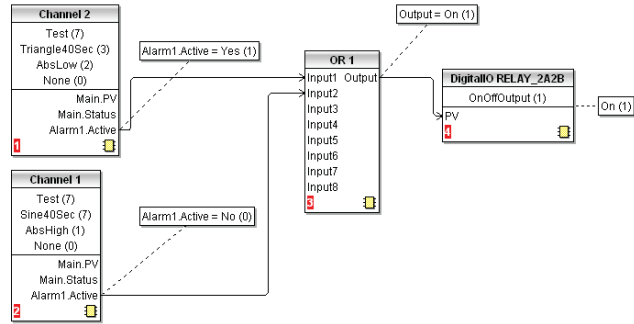 Channel 2
Test (7)
Triangle40Sec (3)
AbsLow (2)
None (0)
Main.PV
Main.Status
Alarm1.Active
1
Alarm1.Active = Yes (1)
Channel 1
Test (7)
Sine40Sec (7)
AbsHigh (1)
None (0)
Main.PV
Main.Status
Alarm1.Active
2
Alarm1.Active = No (0)
OR 1
Input1 Output
Input2
Input3
Input4
Input5
Input6
Input7
Input8
3
Output = On (1)
DigitalIO RELAY_2A2B
OnOffOutput (1)
PV
4
On (1)